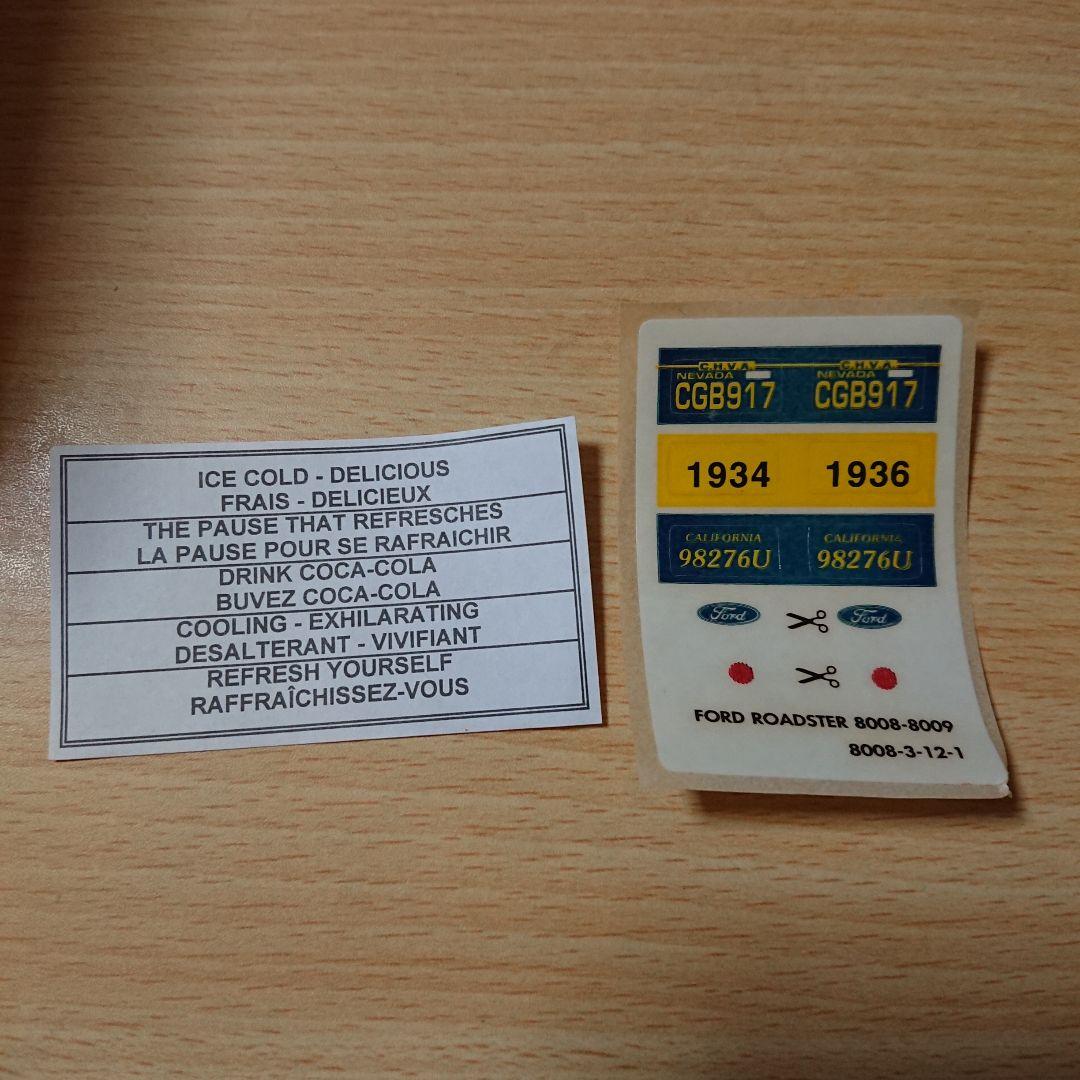 ICE COLD - DELICIOUS
FRAIS - DELICIEUX
THE PAUSE THAT REFRESCHES
LA PAUSE POUR SE RAFRAICHIR
DRINK COCA-COLA
BUVEZ COCA-COLA
COOLING - EXHILARATING
DESALTERANT - VIVIFIANT
REFRESH YOURSELF
RAFFRAÎCHISSEZ-VOUS
C.H.V.A. C.H.V.A.
NEVADA NEVADA
CGB917 CGB917
1934 1936
CALIFORNIA CALIFORNIA
98276U 98276U
Ford Ford
FORD ROADSTER 8008-8009
8008-3-12-1